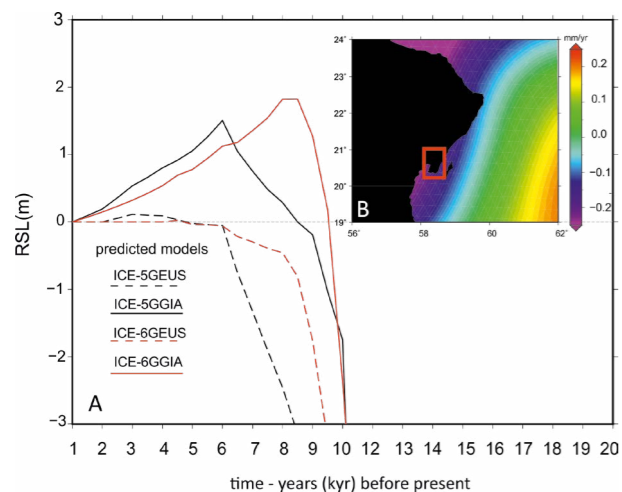 3
2
1
0
−1
−2
−3
RSL(m)
predicted models
ICE-5GEUS
ICE-5GGIA
ICE-6GEUS
ICE-6GGIA
A
1 2 3 4 5 6 7 8 9 10 11 12 13 14 15 16 17 18 19 20
time - years (kyr) before present
mm/yr
24°
23°
22°
21°
20°
19°
B
56° 58° 60 62°
0.2
0.1
0.0
−0.1
−0.2